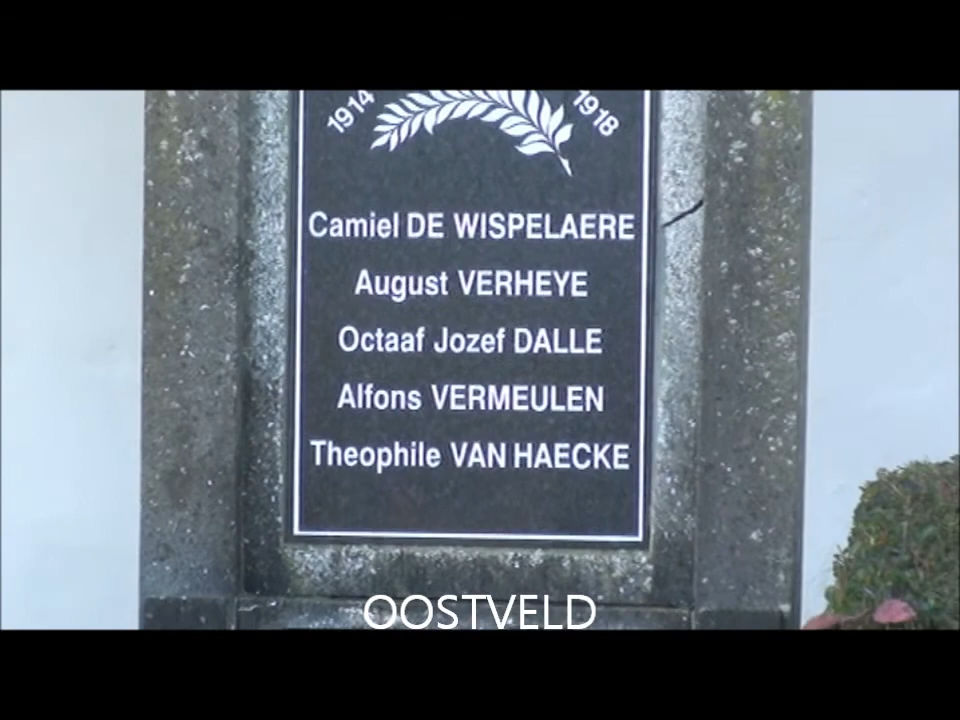 1914 1918
Camiel DE WISPELAERE
August VERHEYE
Octaaf Jozef DALLE
Alfons VERMEULEN
Theophile VAN HAECKE
OOSTVELD